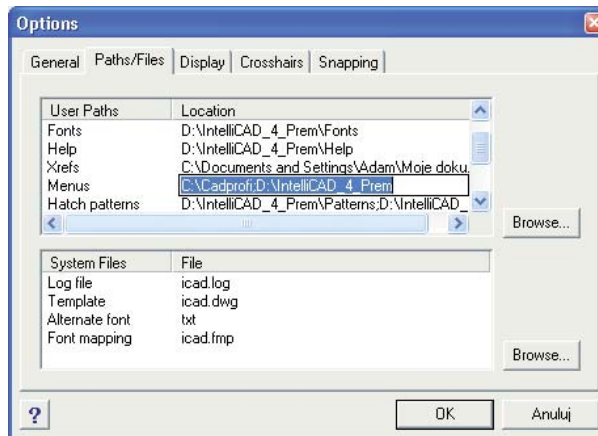 Options
General Paths/Files Display Crosshairs Snapping
User Paths Location
Fonts D:\IntelliCAD_4_Prem\Fonts
Help D:\IntelliCAD_4_Prem\Help
Xrefs C:\Documents and Settings\Adam\Moje doku
Menus C:\Cadprofi;D:\IntelliCAD_4_Prem
Hatch patterns D:\IntelliCAD_4_Prem\Patterns;D:\IntelliCAD_
Browse...
System Files File
Log file icad.log
Template icad.dwg
Alternate font txt
Font mapping icad.fmp
Browse...
? OK Anuluj